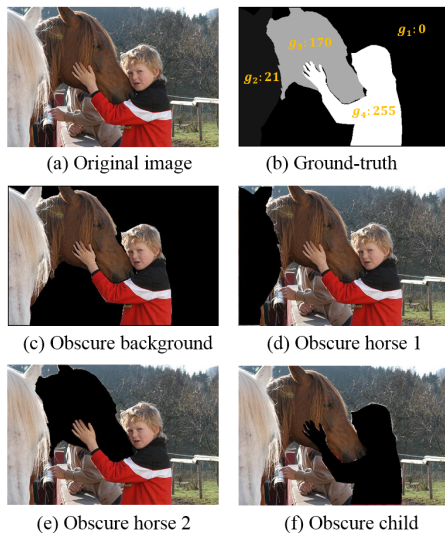 g₁: 0
g₃: 170
g₂: 21
g₄: 255
(a) Original image
(b) Ground-truth
(c) Obscure background
(d) Obscure horse 1
(e) Obscure horse 2
(f) Obscure child